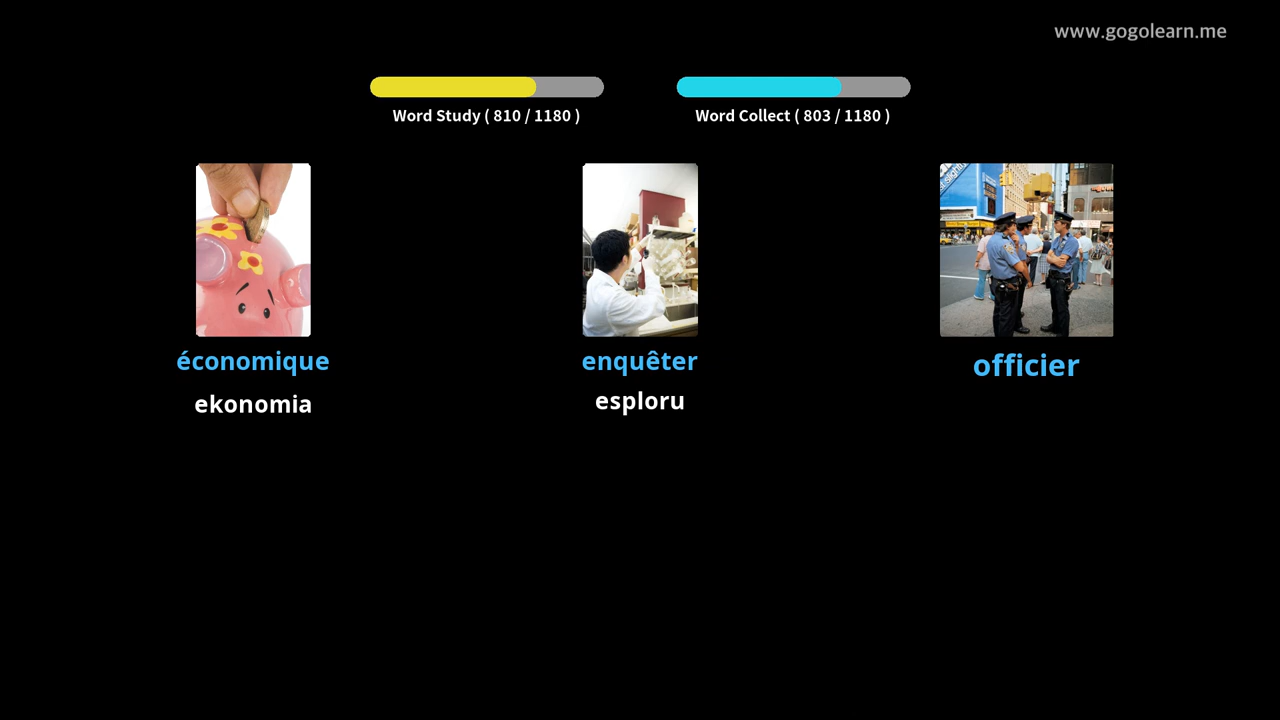 www.gogolearn.me
Word Study ( 810 / 1180 )
Word Collect ( 803 / 1180 )
économique
enquêter
officier
ekonomia
esploru